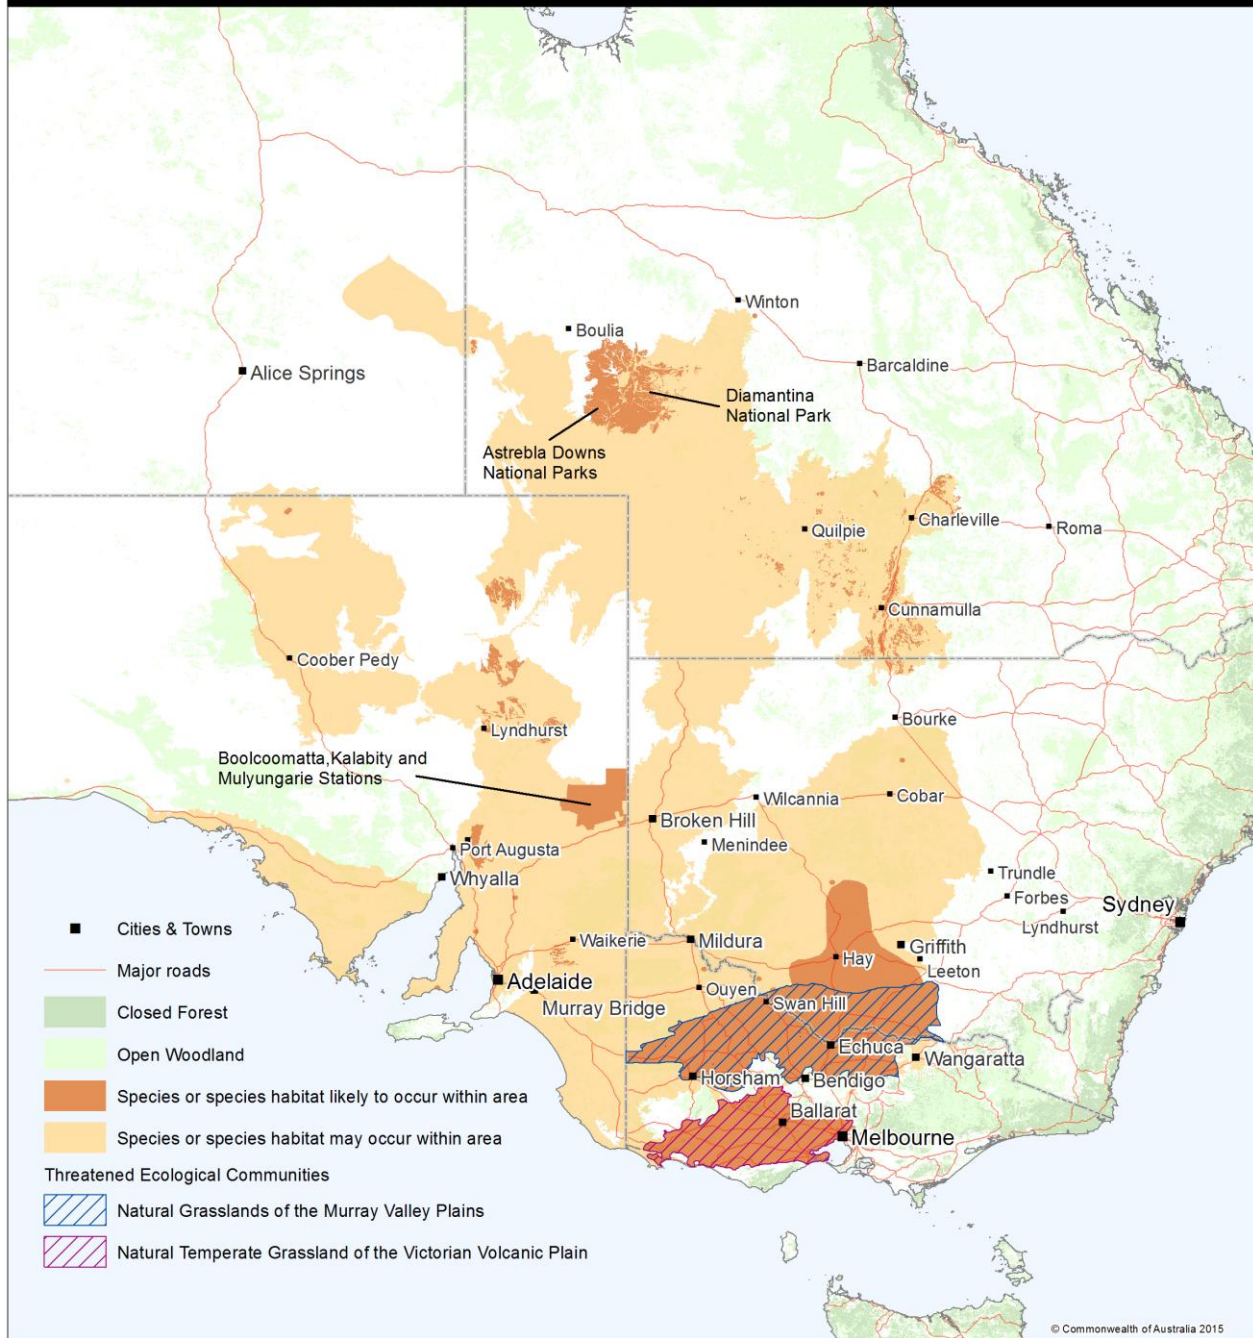 Winton
Boulia
Barcaldine
Alice Springs
Diamantina
National Park
Astrebla Downs
National Parks
Charleville
Quilpie
Roma
Cunnamulla
Coober Pedy
Bourke
Lyndhurst
Boolcoomatta,Kalabity and
Mulyungarie Stations
Wilcannia
Cobar
Broken Hill
Menindee
Port Augusta
Whyalla
Trundle
Forbes
Sydney
Lyndhurst
Waikerie
Mildura
Griffith
Hay
Leeton
Adelaide
Ouyen
Murray Bridge
Swan Hill
Echuca
Wangaratta
Horsham
Bendigo
Ballarat
Melbourne
Cities & Towns
Major roads
Closed Forest
Open Woodland
Species or species habitat likely to occur within area
Species or species habitat may occur within area
Threatened Ecological Communities
Natural Grasslands of the Murray Valley Plains
Natural Temperate Grassland of the Victorian Volcanic Plain
© Commonwealth of Australia 2015